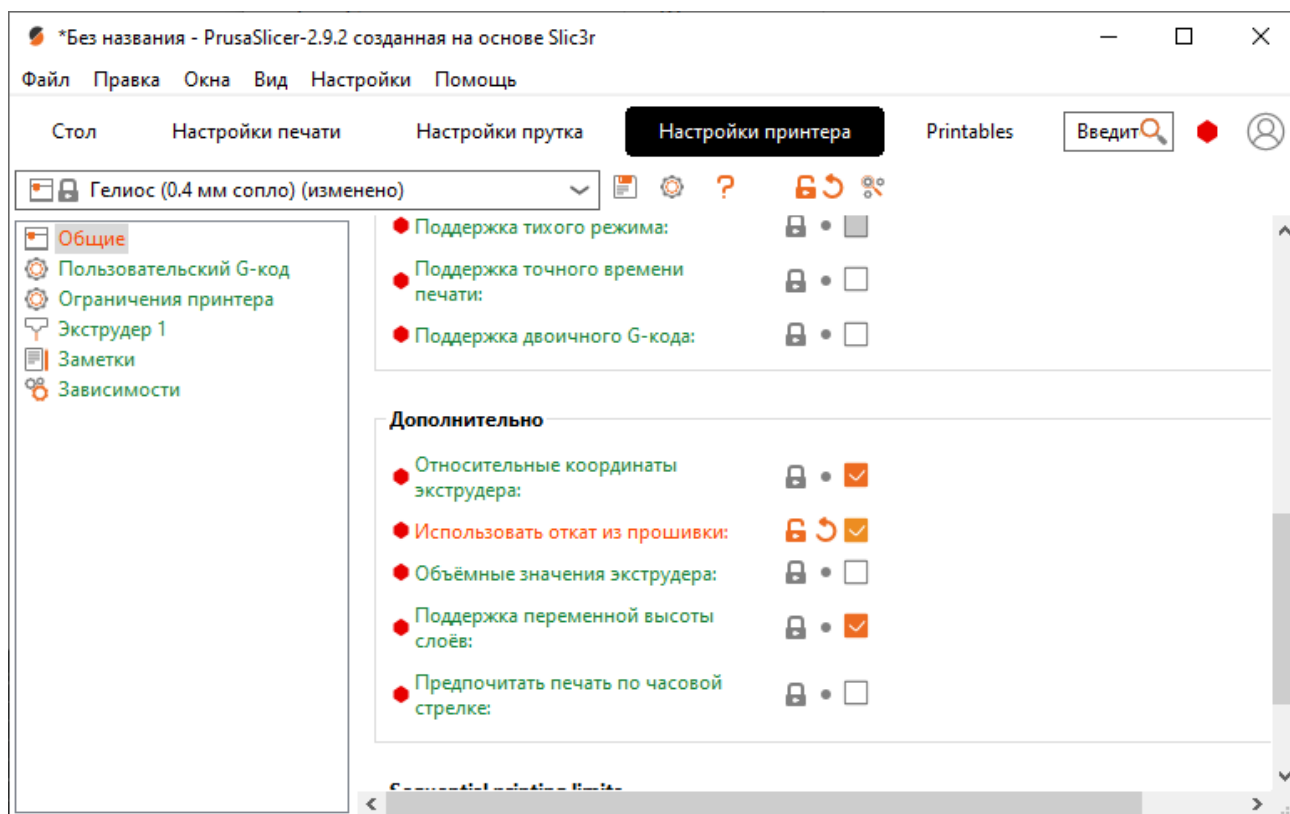 *Без названия - PrusaSlicer-2.9.2 созданная на основе Slic3r
Файл Правка Окна Вид Настройки Помощь
Стол Настройки печати Настройки прутка Настройки принтера Printables Введит
Гелиос (0.4 мм сопло) (изменено)
Общие
Пользовательский G-код
Ограничения принтера
Экструдер 1
Заметки
Зависимости
Поддержка тихого режима:
Поддержка точного времени
печати:
Поддержка двоичного G-кода:
Дополнительно
Относительные координаты
экструдера:
Использовать откат из прошивки:
Объёмные значения экструдера:
Поддержка переменной высоты
слоёв:
Предпочитать печать по часовой
стрелке:
Sequential printing limits